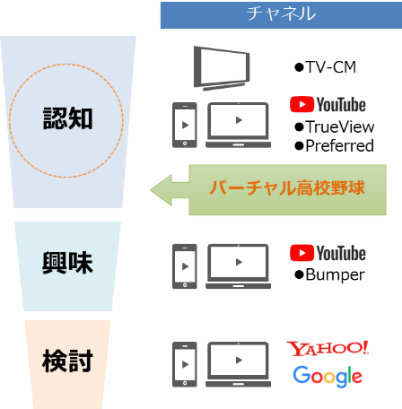 チャネル
認知
●TV-CM
YouTube
●TrueView
●Preferred
バーチャル高校野球
興味
YouTube
●Bumper
検討
YAHOO!
Google